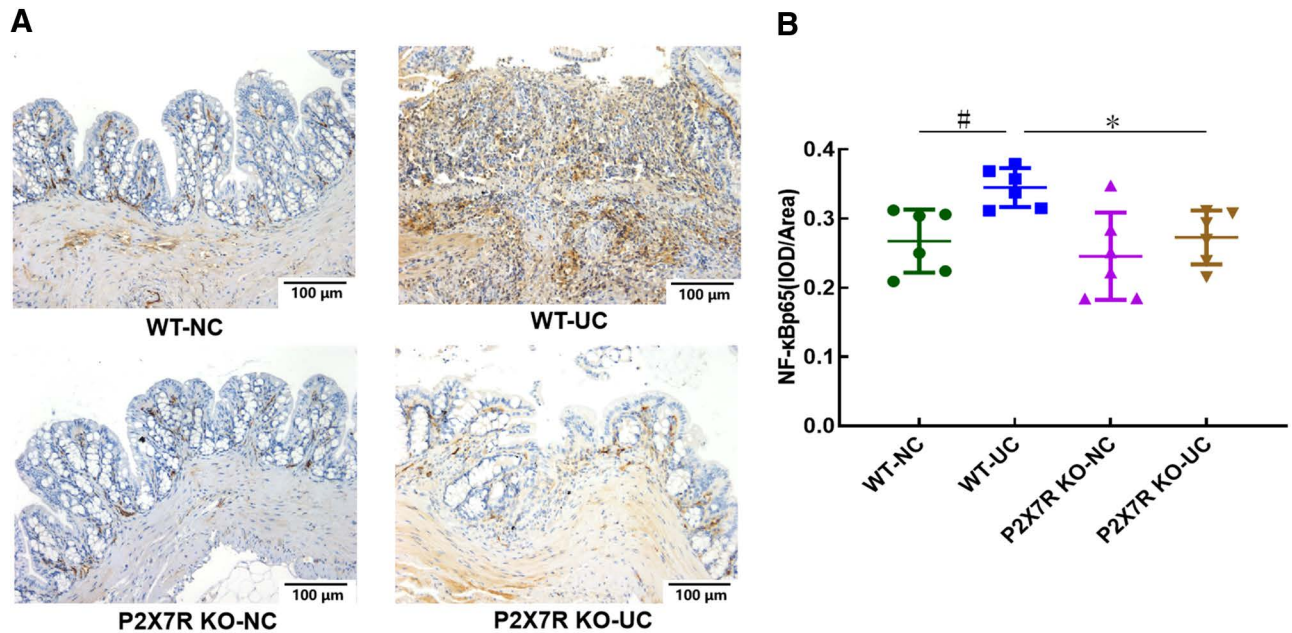 A
100 μm
WT-NC
100 μm
WT-UC
100 μm
P2X7R KO-NC
100 μm
P2X7R KO-UC
B
# *
NF-κBp65(IOD/Area)
0.4
0.3
0.2
0.1
0.0
WT-NC
WT-UC
P2X7R KO-NC
P2X7R KO-UC